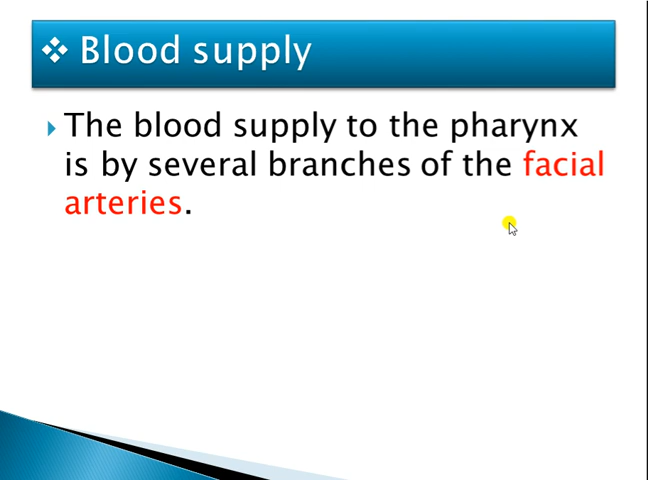 ❖ Blood supply
The blood supply to the pharynx
is by several branches of the facial
arteries.